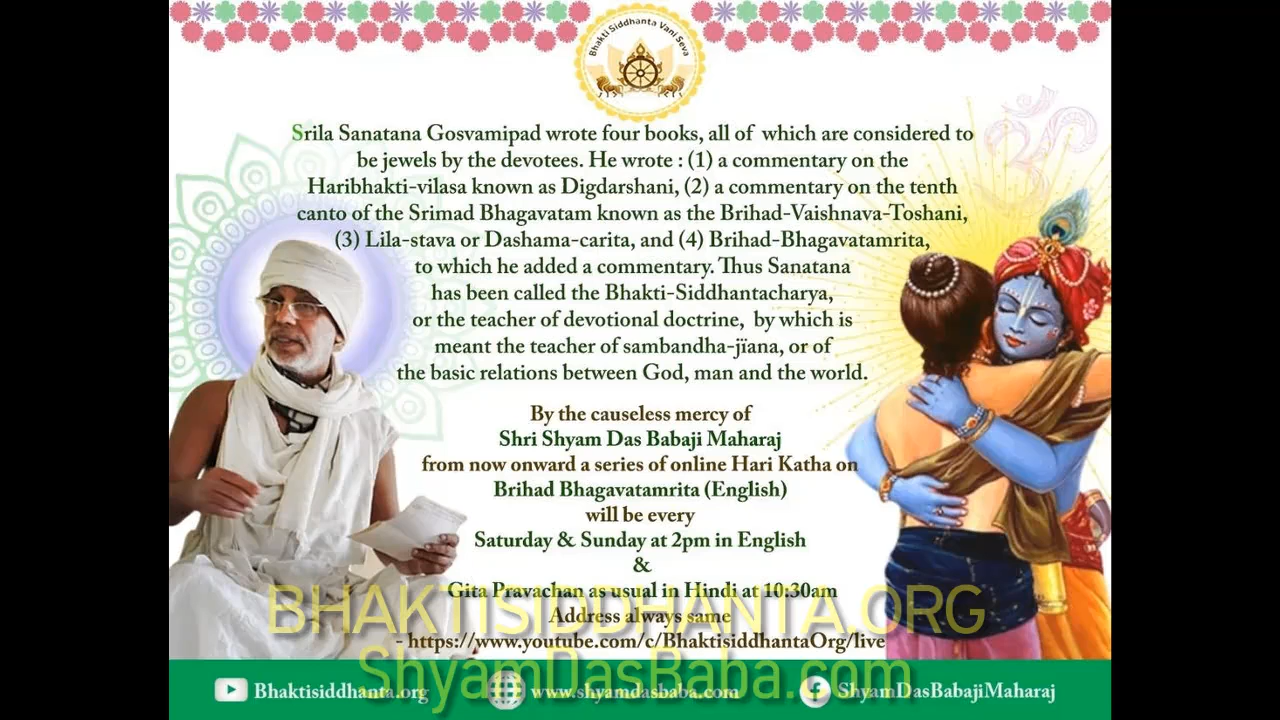 Bhakti Siddhanta Vani Seva
Srila Sanatana Gosvamipad wrote four books, all of which are considered to
be jewels by the devotees. He wrote : (1) a commentary on the
Haribhakti-vilasa known as Digdarshani, (2) a commentary on the tenth
canto of the Srimad Bhagavatam known as the Brihad-Vaishnava-Toshani,
(3) Lila-stava or Dashama-carita, and (4) Brihad-Bhagavatamrita,
to which he added a commentary. Thus Sanatana
has been called the Bhakti-Siddhantacharya,
or the teacher of devotional doctrine, by which is
meant the teacher of sambandha-jïana, or of
the basic relations between God, man and the world.
By the causeless mercy of
Shri Shyam Das Babaji Maharaj
from now onward a series of online Hari Katha on
Brihad Bhagavatamrita (English)
will be every
Saturday & Sunday at 2pm in English
&
Gita Pravachan as usual in Hindi at 10:30am
BHAKTISIDDHANTA.ORG
Address always same
- https://www.youtube.com/c/BhaktisiddhantaOrg/live
ShyamDasBaba.com
Bhaktisiddhanta.org www.shyamdasbaba.com ShyamDasBabajiMaharaj